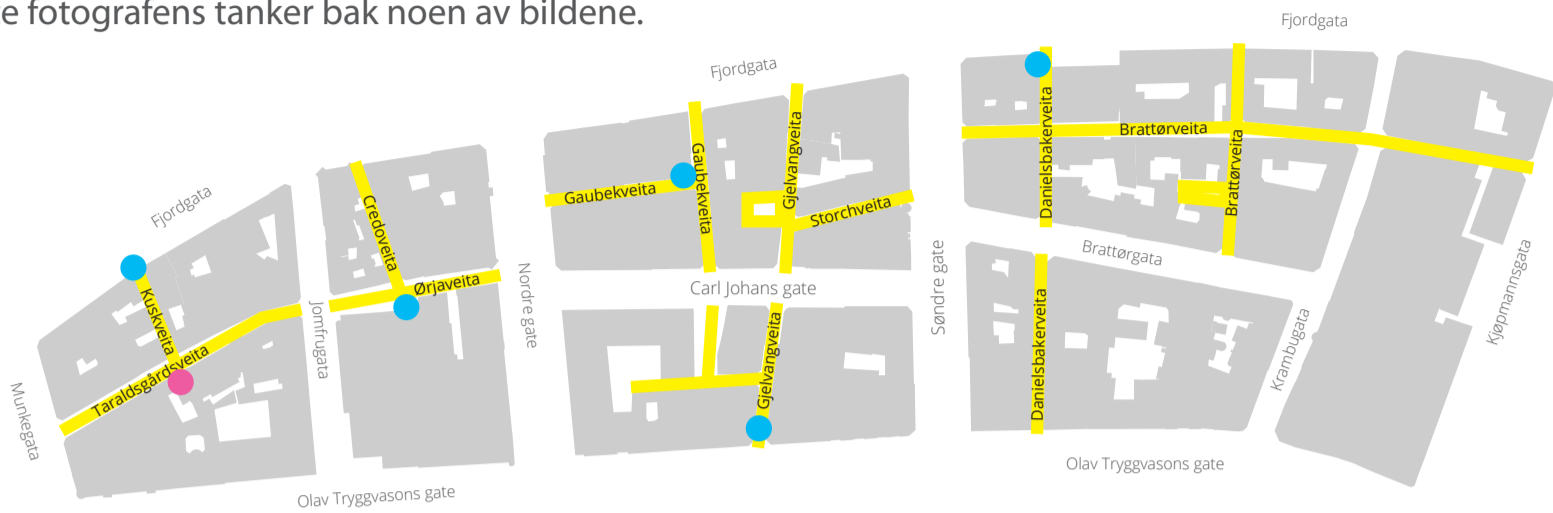 e fotografens tanker bak noen av bildene.
Fjordgata
Fjordgata
Fjordgata
Kuskveita
Taraldsgårdsveita
Munkegata
Credoveita
Ørjaveita
Jomfrugata
Nordre gate
Olav Tryggvasons gate
Gaubekveita
Gaubekveita
Gjelvangveita
Storchveita
Carl Johans gate
Gjelvangveita
Søndre gate
Danielsbakerveita
Brattørveita
Brattørveita
Brattørgata
Danielsbakerveita
Krambugata
Kjøpmannsgata
Olav Tryggvasons gate